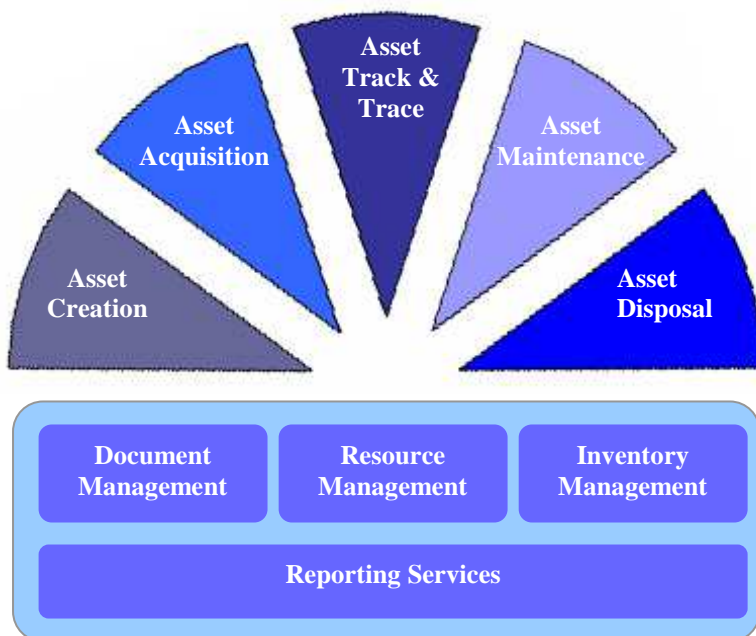 Asset
Creation
Asset
Acquisition
Asset
Track &
Trace
Asset
Maintenance
Asset
Disposal
Document
Management
Resource
Management
Inventory
Management
Reporting Services